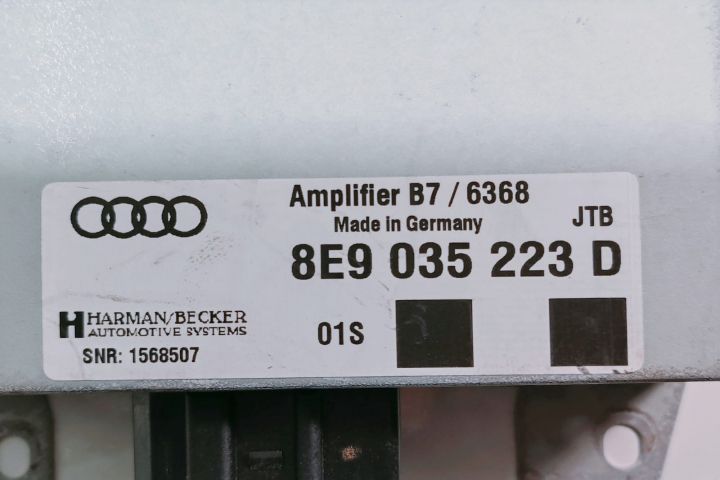 Amplifier B7 / 6368
Made in Germany
JTB
8E9 035 223 D
HARMAN/BECKER
AUTOMOTIVE SYSTEMS
01S
SNR: 1568507